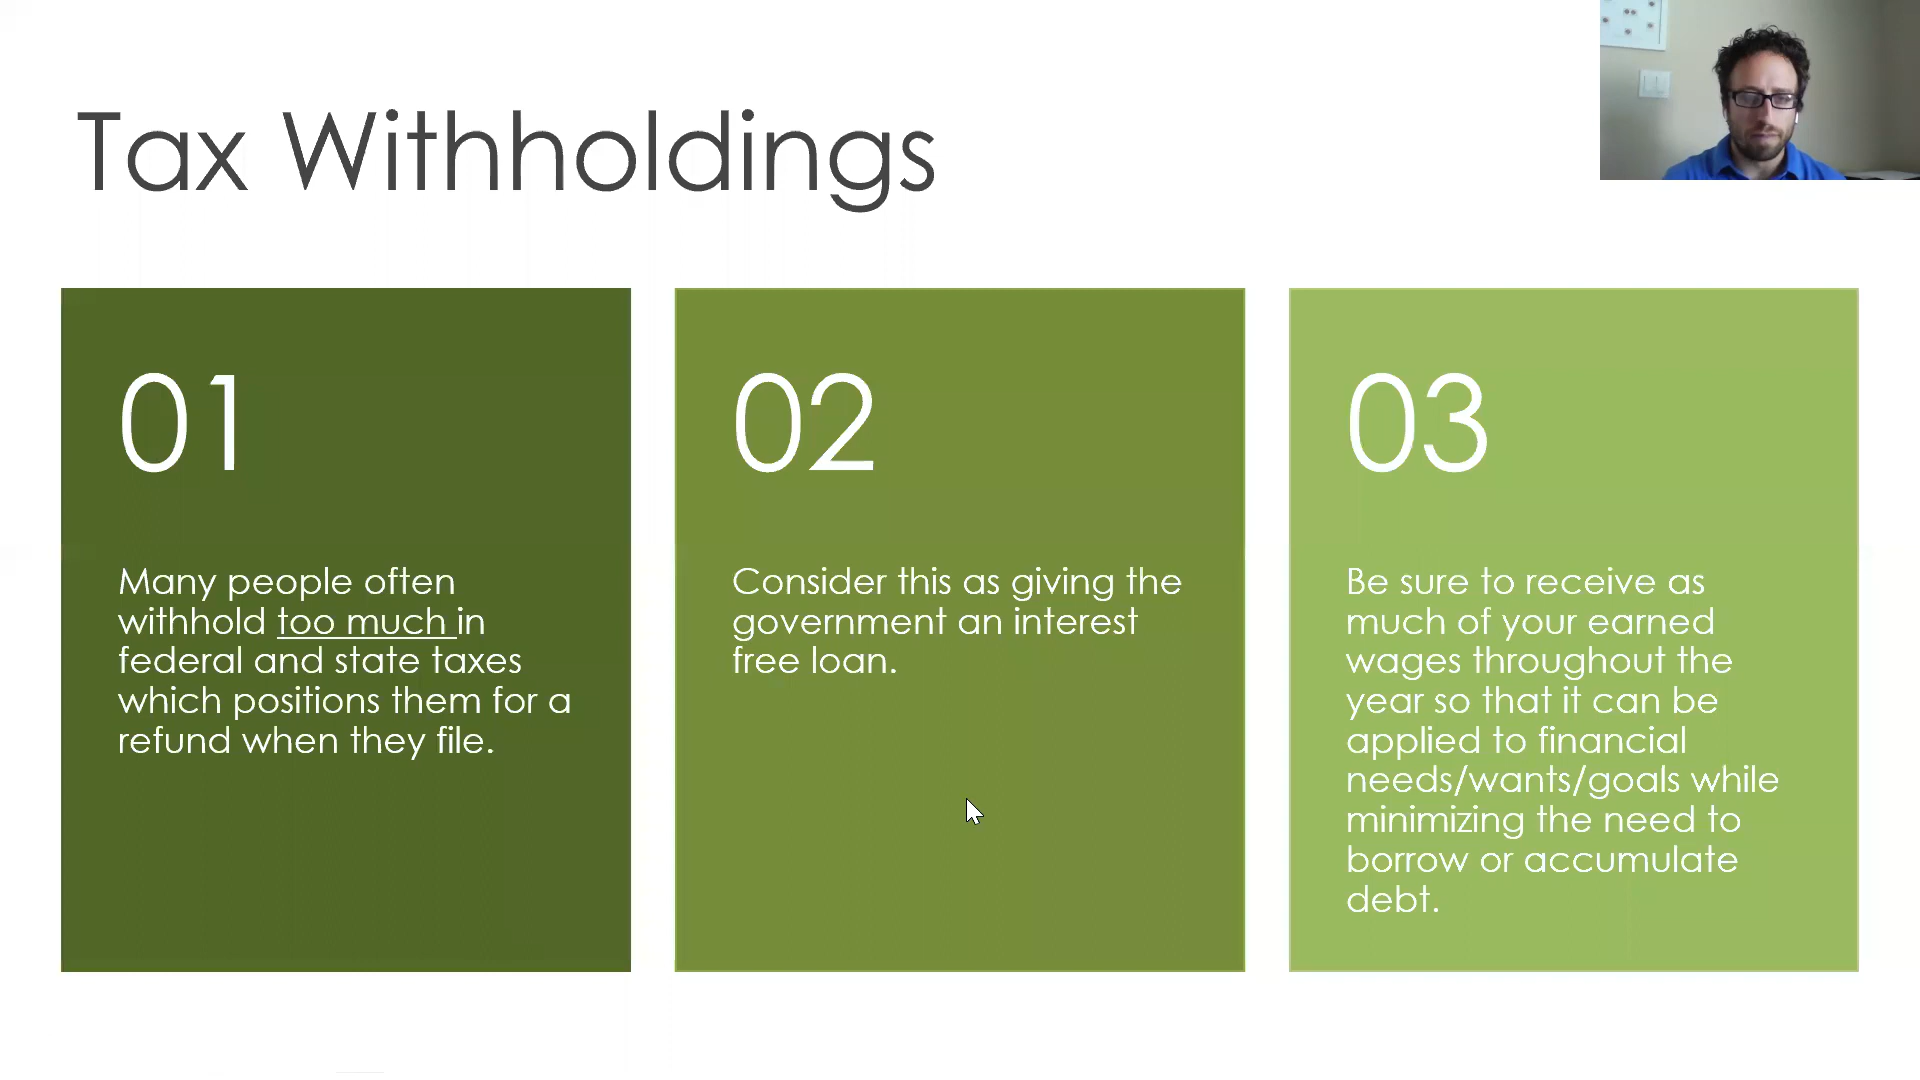 Tax Withholdings
01
Many people often
withhold too much in
federal and state taxes
which positions them for a
refund when they file.
02
Consider this as giving the
government an interest
free loan.
03
Be sure to receive as
much of your earned
wages throughout the
year so that it can be
applied to financial
needs/wants/goals while
minimizing the need to
borrow or accumulate
debt.